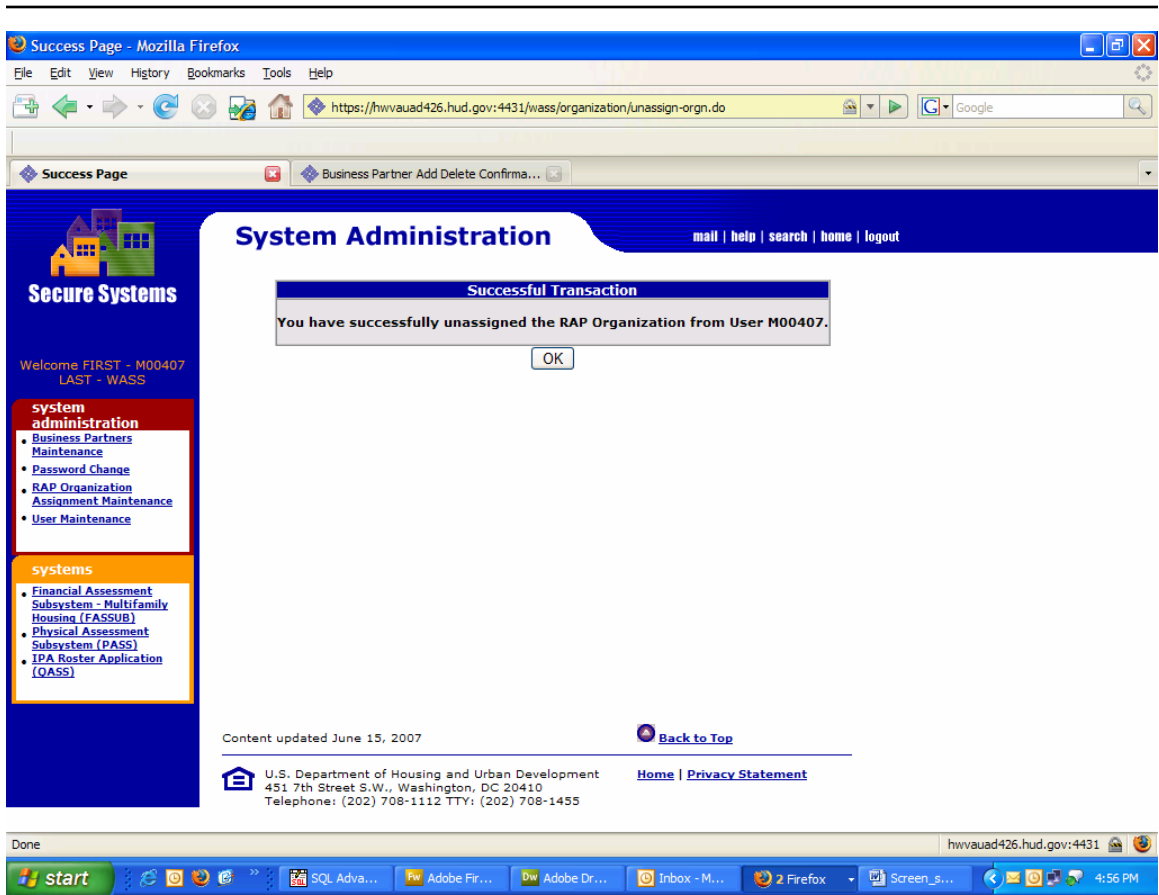 Success Page - Mozilla Firefox
File Edit View History Bookmarks Tools Help
https://hwvauad426.hud.gov:4431/wass/organization/unassign-orgn.do
G Google
Success Page
Business Partner Add Delete Confirma...
System Administration
mail | help | search | home | logout
Secure Systems
Successful Transaction
You have successfully unassigned the RAP Organization from User M00407.
OK
Welcome FIRST - M00407
LAST - WASS
system
administration
Business Partners
Maintenance
Password Change
RAP Organization
Assignment Maintenance
User Maintenance
systems
Financial Assessment
Subsystem - Multifamily
Housing (FASSUB)
Physical Assessment
Subsystem (PASS)
IPA Roster Application
(QASS)
Content updated June 15, 2007
Back to Top
U.S. Department of Housing and Urban Development
451 7th Street S.W., Washington, DC 20410
Telephone: (202) 708-1112 TTY: (202) 708-1455
Home | Privacy Statement
Done
hwvauad426.hud.gov:4431
start
SQL Adva...
Fw Adobe Fir...
Dw Adobe Dr...
Inbox - M...
2 Firefox
Screen_s...
4:56 PM